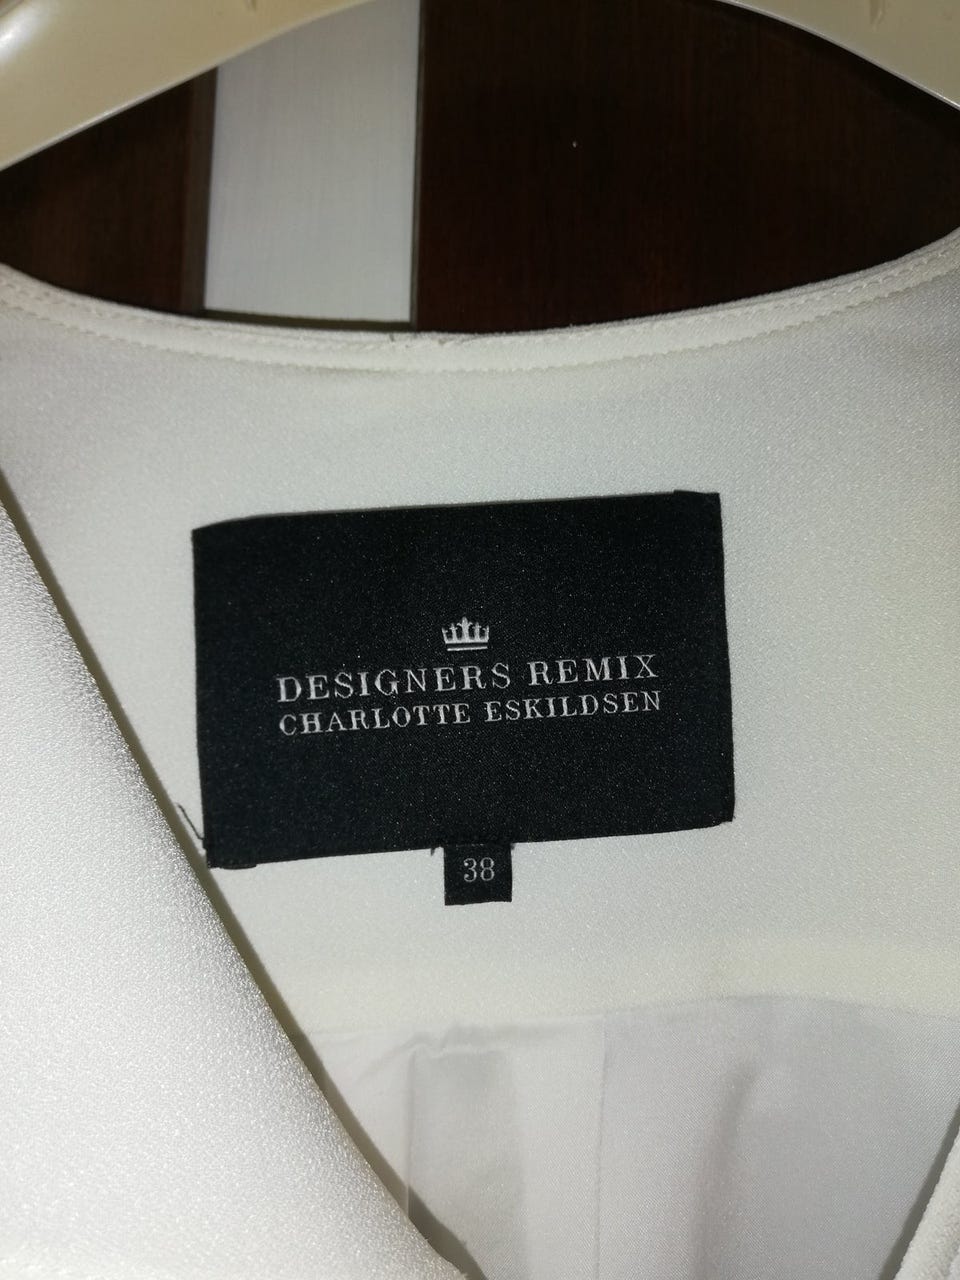 DESIGNERS REMIX
CHARLOTTE ESKILDSEN
38